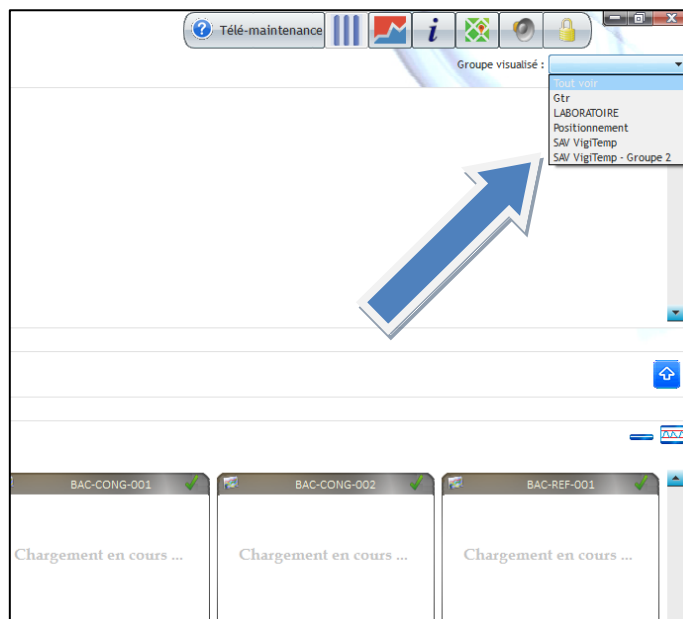 Télé-maintenance
Groupe visualisé :
Tout voir
Gtr
LABORATOIRE
Positionnement
SAV VigiTemp
SAV VigiTemp - Groupe 2
BAC-CONG-001 BAC-CONG-002 BAC-REF-001
Chargement en cours ... Chargement en cours ... Chargement en cours ...